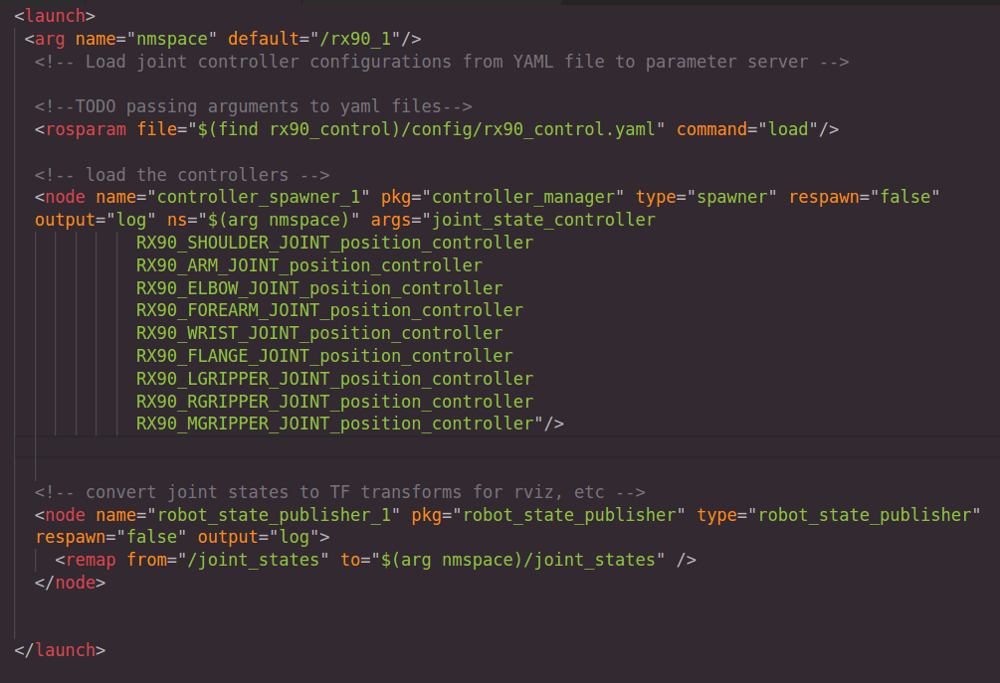 <launch>
<arg name="nmspace" default="/rx90_1"/>
<!-- Load joint controller configurations from YAML file to parameter server -->
<!--TODO passing arguments to yaml files-->
<rosparam file="$(find rx90_control)/config/rx90_control.yaml" command="load"/>
<!-- load the controllers -->
<node name="controller_spawner_1" pkg="controller_manager" type="spawner" respawn="false"
output="log" ns="$(arg nmspace)" args="joint_state_controller
RX90_SHOULDER_JOINT_position_controller
RX90_ARM_JOINT_position_controller
RX90_ELBOW_JOINT_position_controller
RX90_FOREARM_JOINT_position_controller
RX90_WRIST_JOINT_position_controller
RX90_FLANGE_JOINT_position_controller
RX90_LGRIPPER_JOINT_position_controller
RX90_RGRIPPER_JOINT_position_controller
RX90_MGRIPPER_JOINT_position_controller"/>
<!-- convert joint states to TF transforms for rviz, etc -->
<node name="robot_state_publisher_1" pkg="robot_state_publisher" type="robot_state_publisher"
respawn="false" output="log">
<remap from="/joint_states" to="$(arg nmspace)/joint_states" />
</node>
</launch>